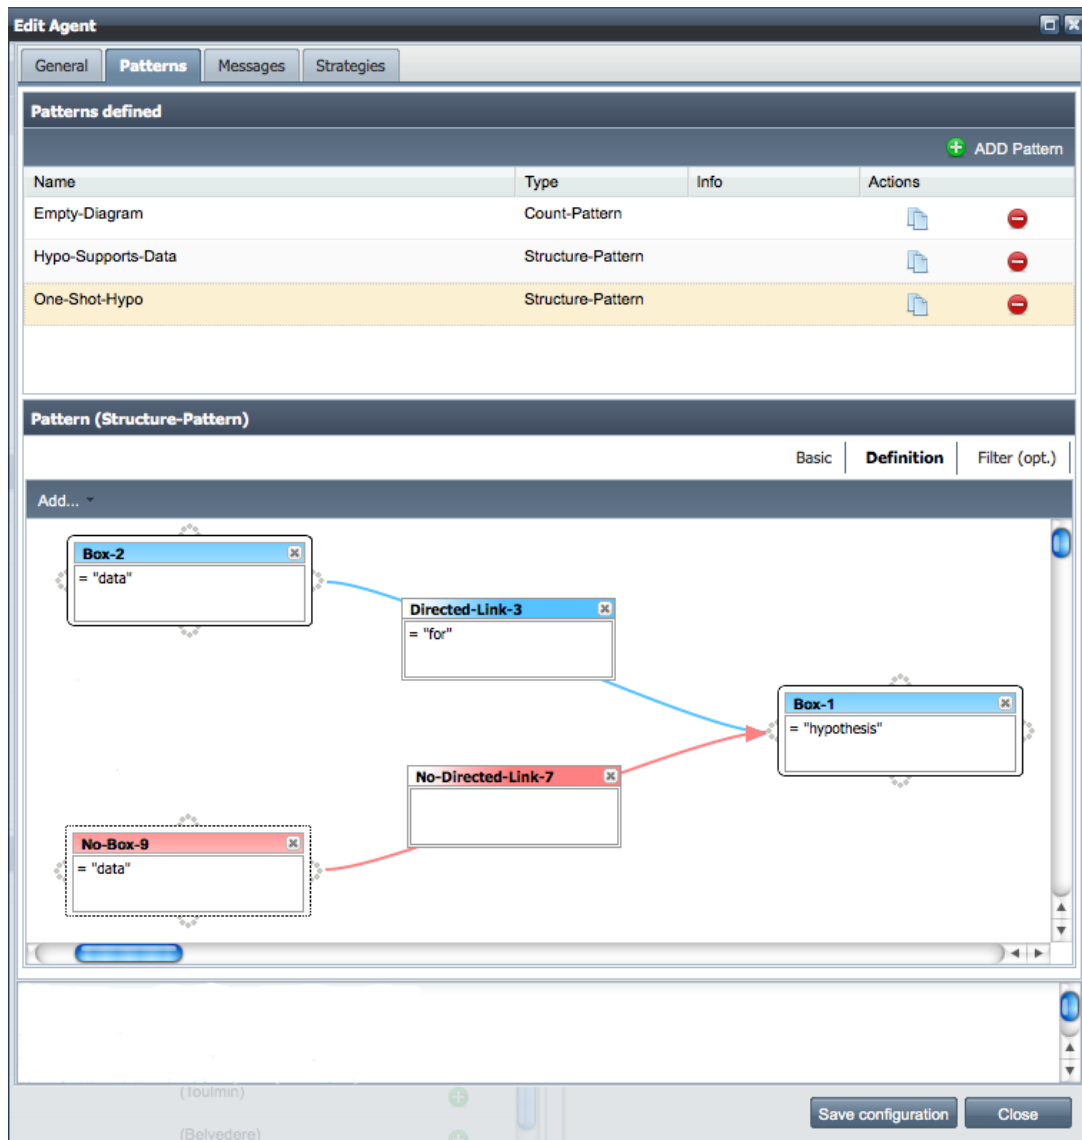 Edit Agent
General Patterns Messages Strategies
Patterns defined
ADD Pattern
Name Type Info Actions
Empty-Diagram Count-Pattern
Hypo-Supports-Data Structure-Pattern
One-Shot-Hypo Structure-Pattern
Pattern (Structure-Pattern)
Basic Definition Filter (opt.)
Add...
Box-2
= "data"
Directed-Link-3
= "for"
Box-1
= "hypothesis"
No-Directed-Link-7
No-Box-9
= "data"
(Toulmin)
Save configuration Close
(Belvedere)